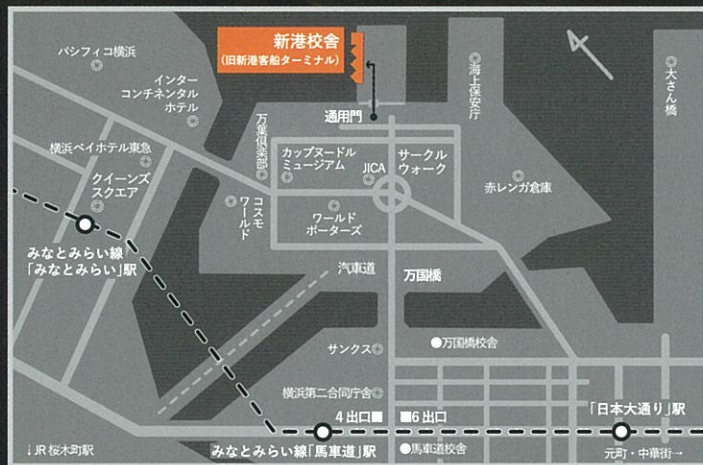 新港校舎
(旧新港客船ターミナル)
パシフィコ横浜
インター
コンチネンタル
ホテル
横浜ベイホテル東急
クイーンズ
スクエア
みなとみらい線
「みなとみらい」駅
万葉倶楽部
コスモ
ワールド
通用門
カップヌードル
ミュージアム
JICA
サークル
ウォーク
ワールド
ポーターズ
海上保安庁
大さん橋
赤レンガ倉庫
汽車道
万国橋
サンクス
万国橋校舎
横浜第二合同庁舎
4 出口
6 出口
「日本大通り」駅
↓JR 桜木町駅
みなとみらい線「馬車道」駅
馬車道校舎
元町・中華街→